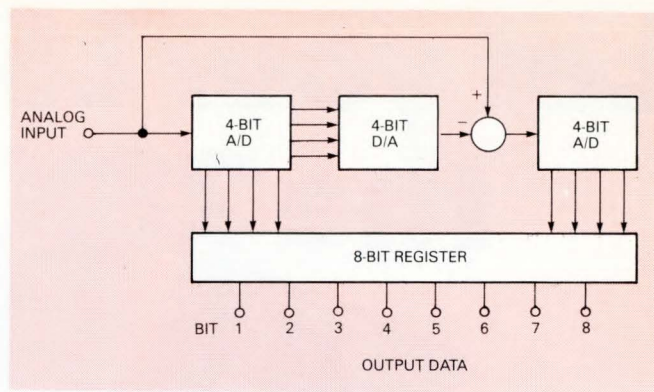 ANALOG
INPUT
4-BIT
A/D
4-BIT
D/A
+
−
4-BIT
A/D
8-BIT REGISTER
BIT 1 2 3 4 5 6 7 8
OUTPUT DATA